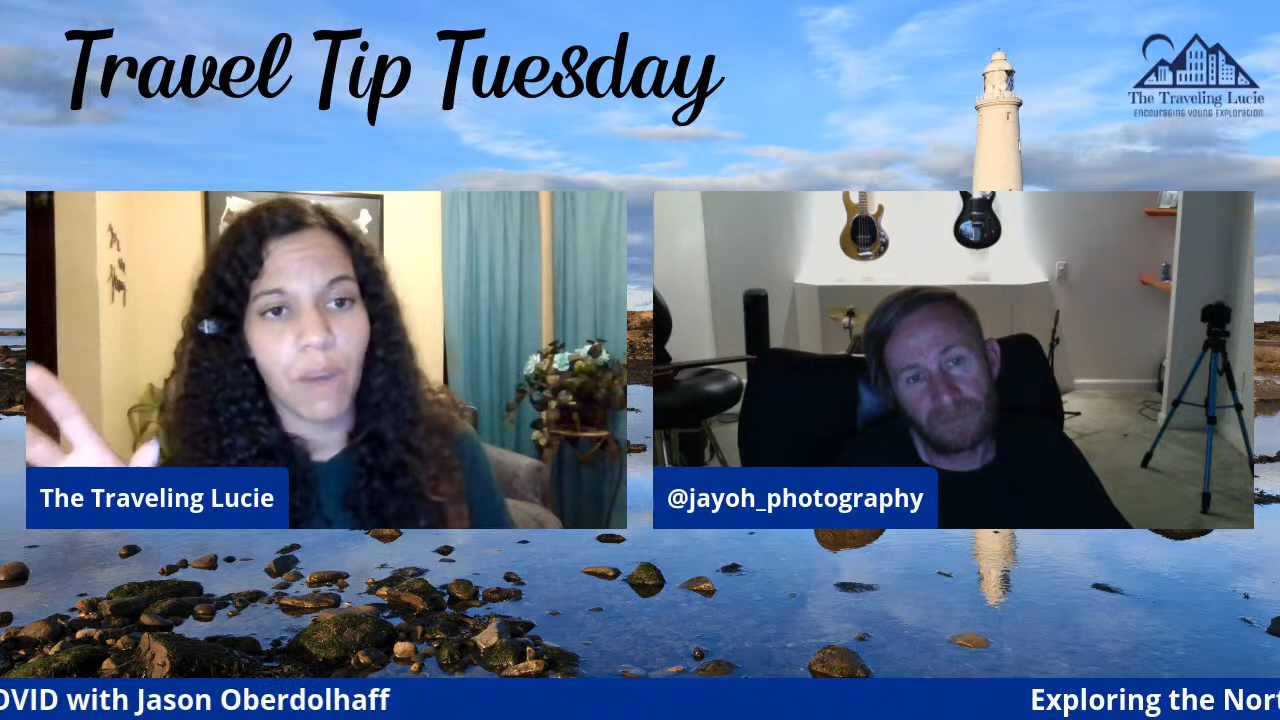 Travel Tip Tuesday
The Traveling Lucie
ENCOURAGING YOUNG EXPLORATION
The Traveling Lucie
@jayoh_photography
OVID with Jason Oberdolhaff
Exploring the Nort